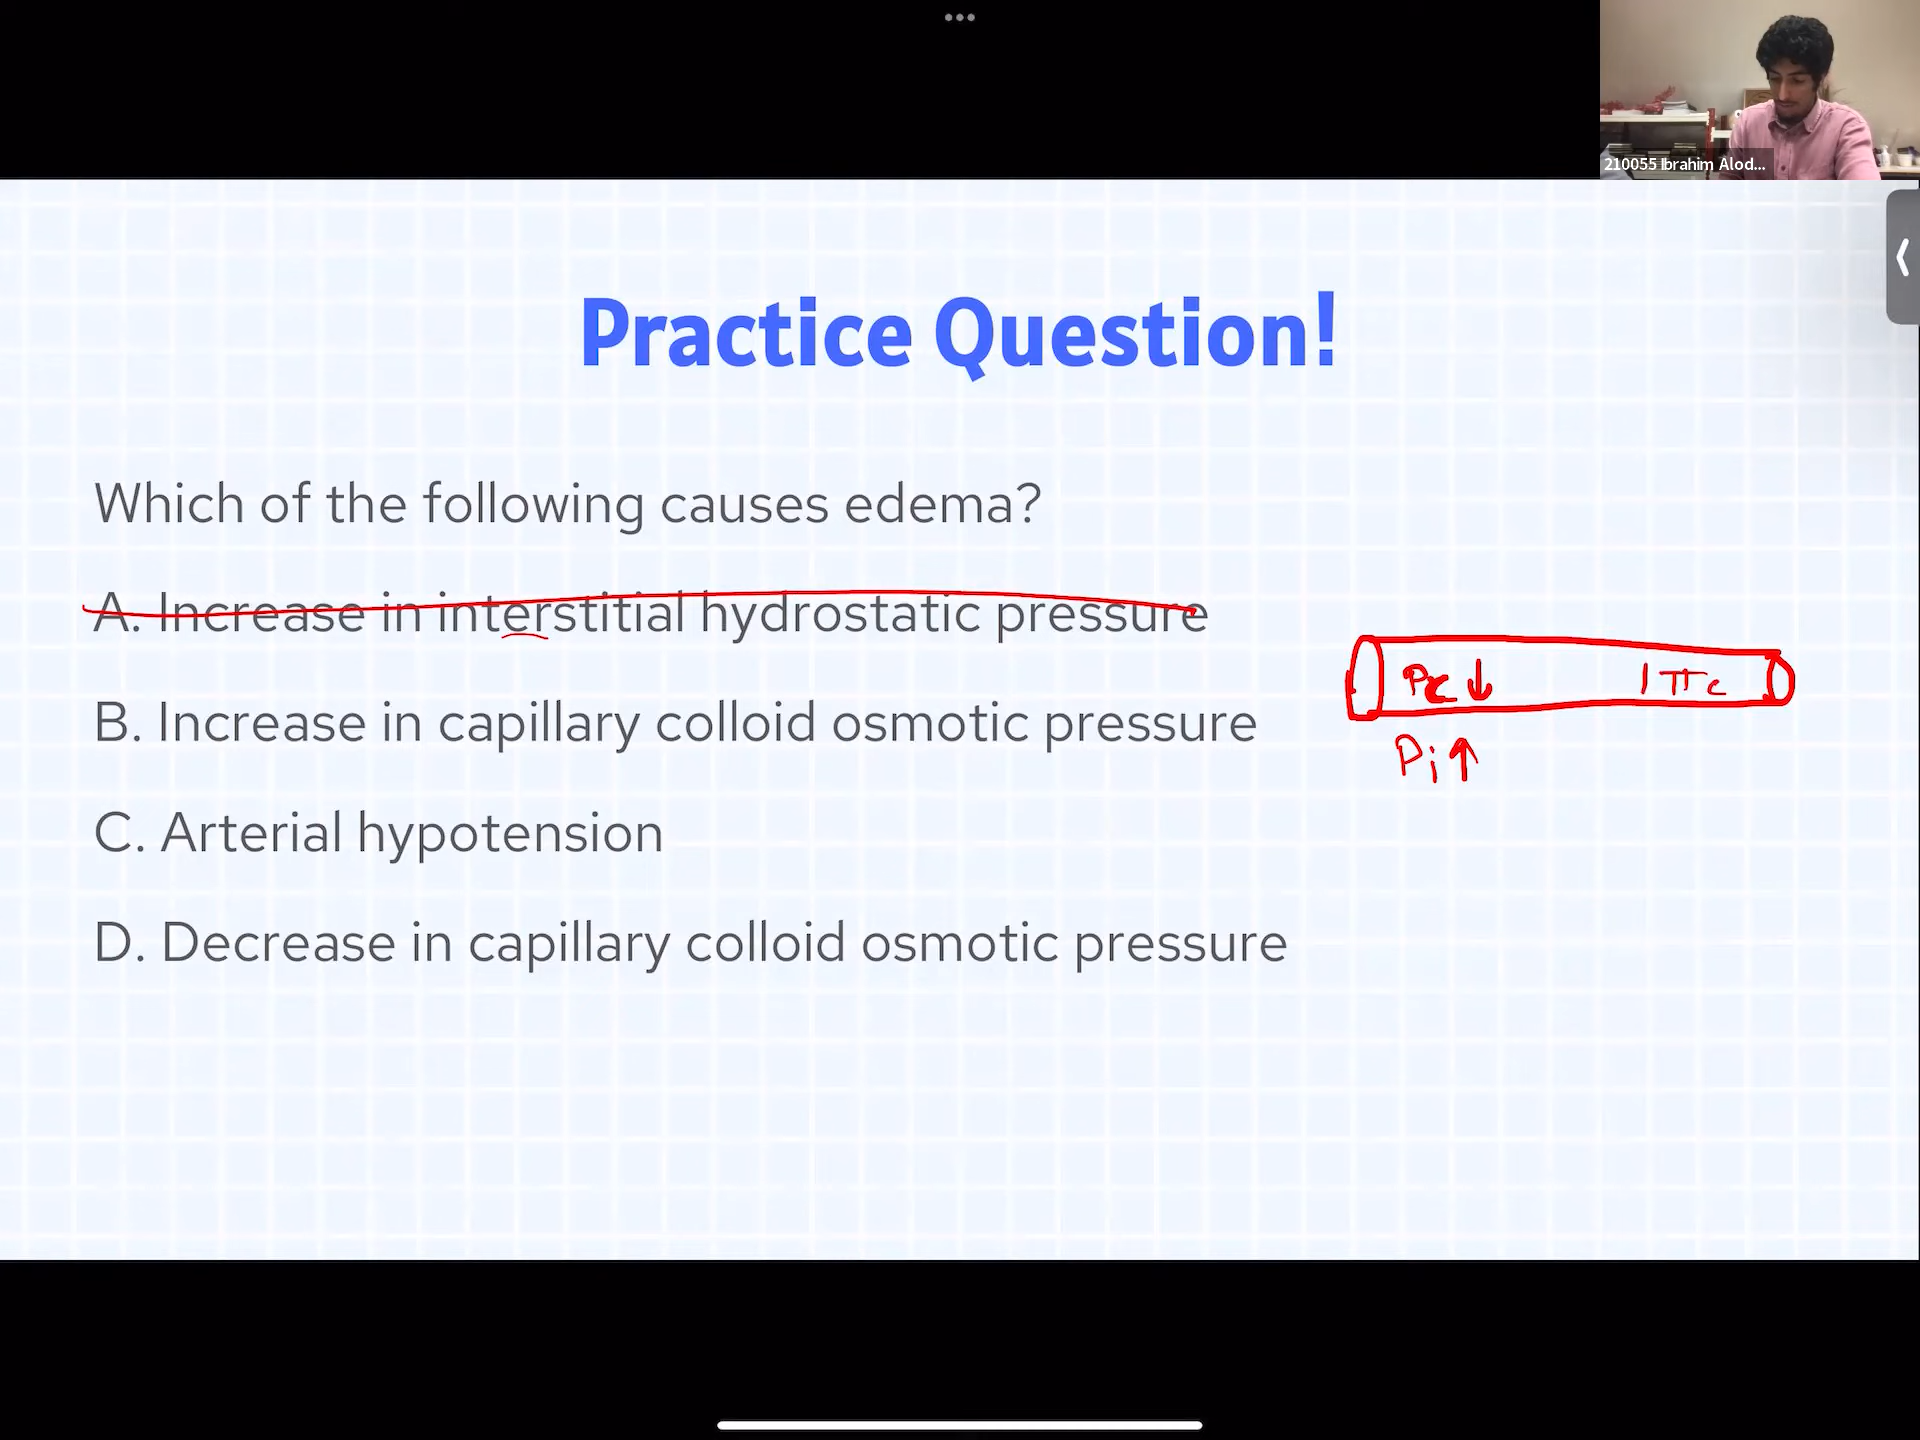 210055 Ibrahim Alod...
Practice Question!
Which of the following causes edema?
A. Increase in interstitial hydrostatic pressure
B. Increase in capillary colloid osmotic pressure
Pc ↓ | πc
Pi ↑
C. Arterial hypotension
D. Decrease in capillary colloid osmotic pressure